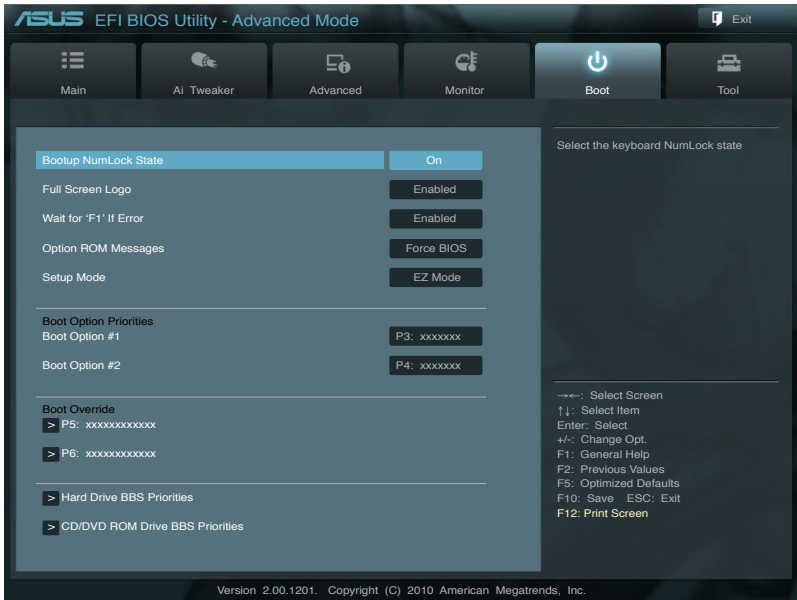 ASUS EFI BIOS Utility - Advanced Mode
Exit
Main
Ai Tweaker
Advanced
Monitor
Boot
Tool
Bootup NumLock State On
Full Screen Logo Enabled
Wait for ‘F1’ If Error Enabled
Option ROM Messages Force BIOS
Setup Mode EZ Mode
Boot Option Priorities
Boot Option #1 P3: xxxxxxx
Boot Option #2 P4: xxxxxxx
Boot Override
> P5: xxxxxxxxxxxx
> P6: xxxxxxxxxxxx
> Hard Drive BBS Priorities
> CD/DVD ROM Drive BBS Priorities
Select the keyboard NumLock state
→←: Select Screen
↑↓: Select Item
Enter: Select
+/-: Change Opt.
F1: General Help
F2: Previous Values
F5: Optimized Defaults
F10: Save ESC: Exit
F12: Print Screen
Version 2.00.1201. Copyright (C) 2010 American Megatrends, Inc.